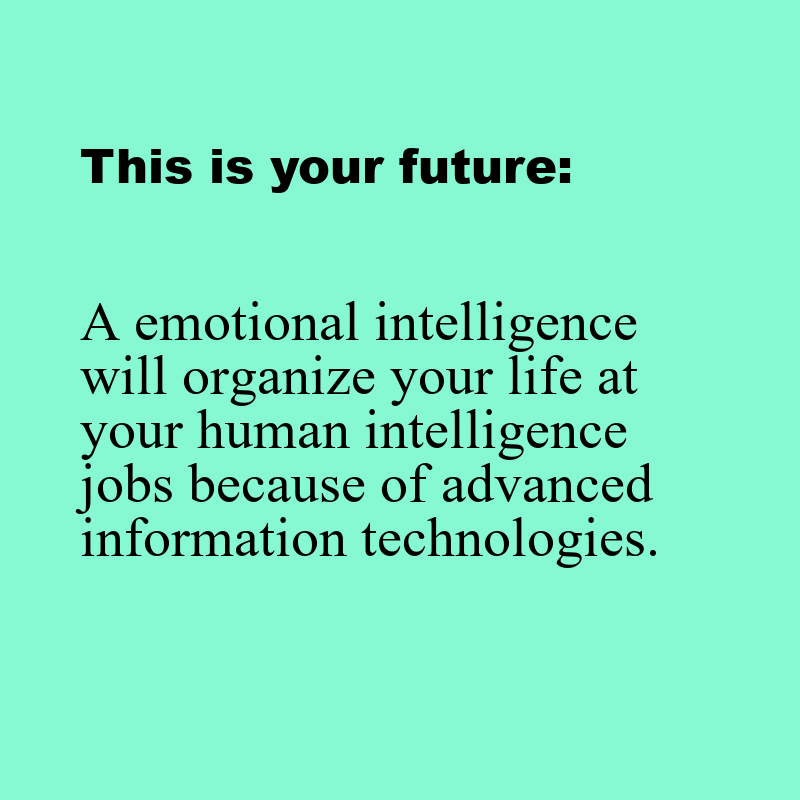 This is your future:
A emotional intelligence
will organize your life at
your human intelligence
jobs because of advanced
information technologies.